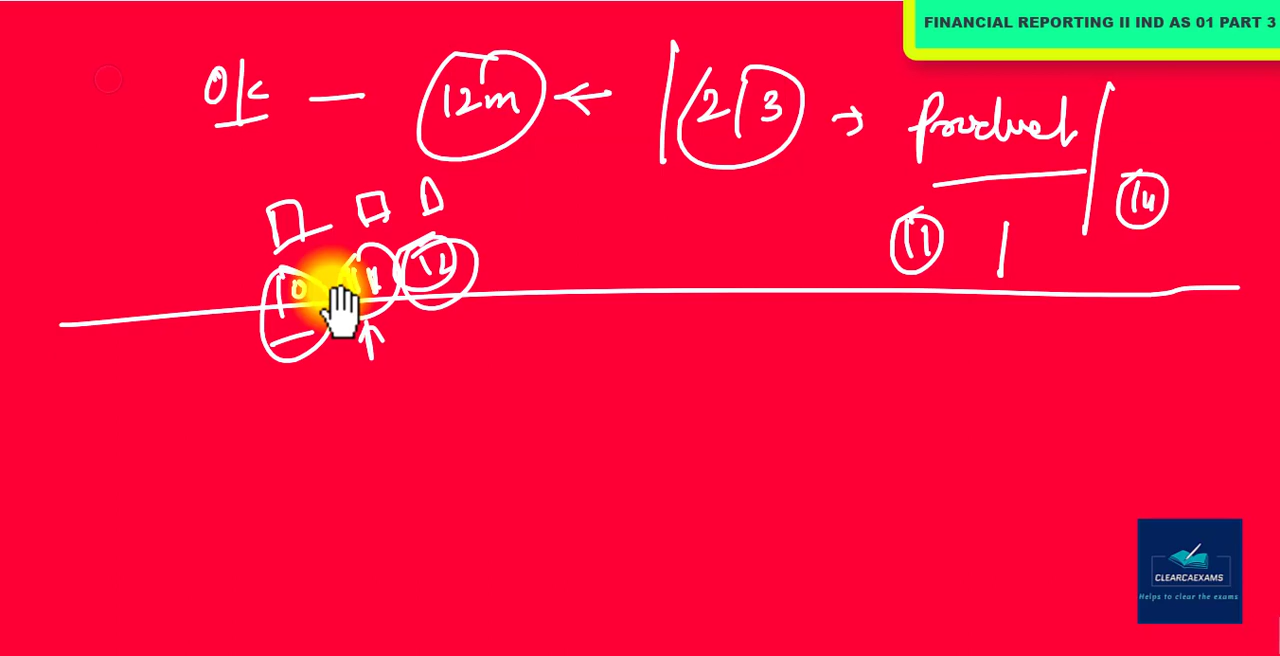 FINANCIAL REPORTING II IND AS 01 PART 3
O/c — 12m ← | 2 | 3 → product |
11 | 14
10 11 12
CLEARCAEXAMS
Helps to clear the exams